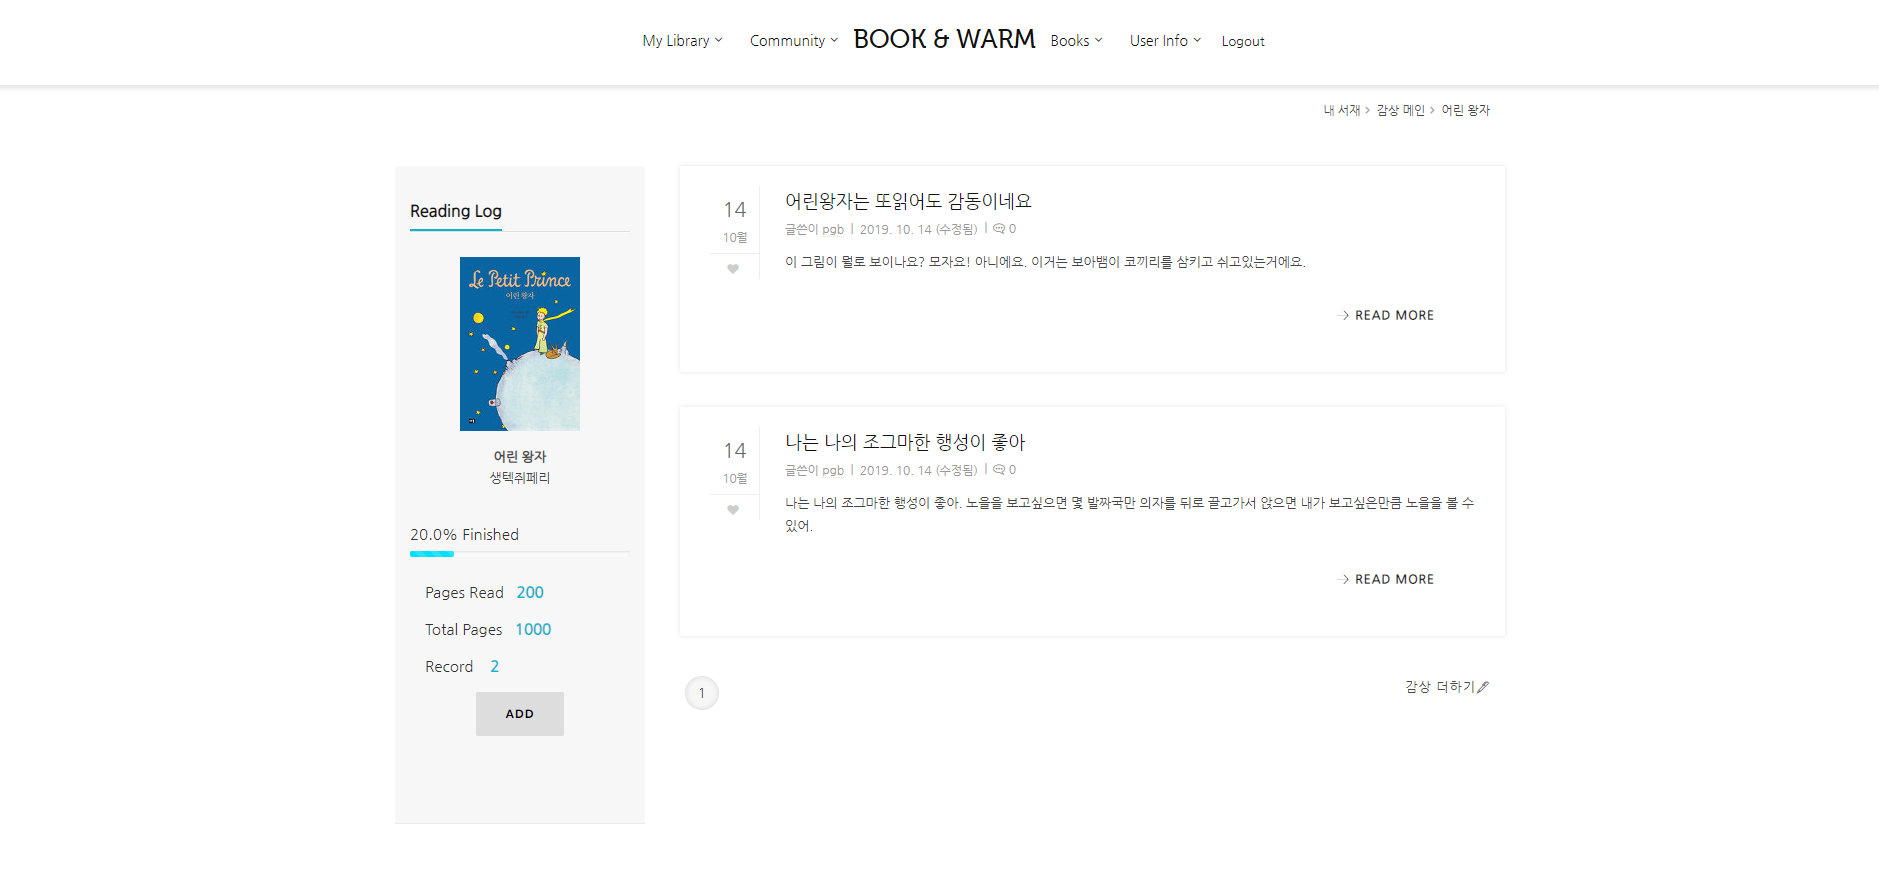 My Library
Community
BOOK & WARM
Books
User Info
Logout
내 서재 > 감상 메인 > 어린 왕자
Reading Log
Le Petit Prince
어린 왕자
어린 왕자
생텍쥐페리
20.0% Finished
Pages Read 200
Total Pages 1000
Record 2
ADD
14
10월
어린왕자는 또읽어도 감동이네요
글쓴이 pgb | 2019. 10. 14 (수정됨) | 0
이 그림이 뭘로 보이나요? 모자요! 아니에요. 이거는 보아뱀이 코끼리를 삼키고 쉬고있는거에요.
READ MORE
14
10월
나는 나의 조그마한 행성이 좋아
글쓴이 pgb | 2019. 10. 14 (수정됨) | 0
나는 나의 조그마한 행성이 좋아. 노을을 보고싶으면 몇 발짜국만 의자를 뒤로 끌고가서 앉으면 내가 보고싶은만큼 노을을 볼 수
있어.
READ MORE
1
감상 더하기